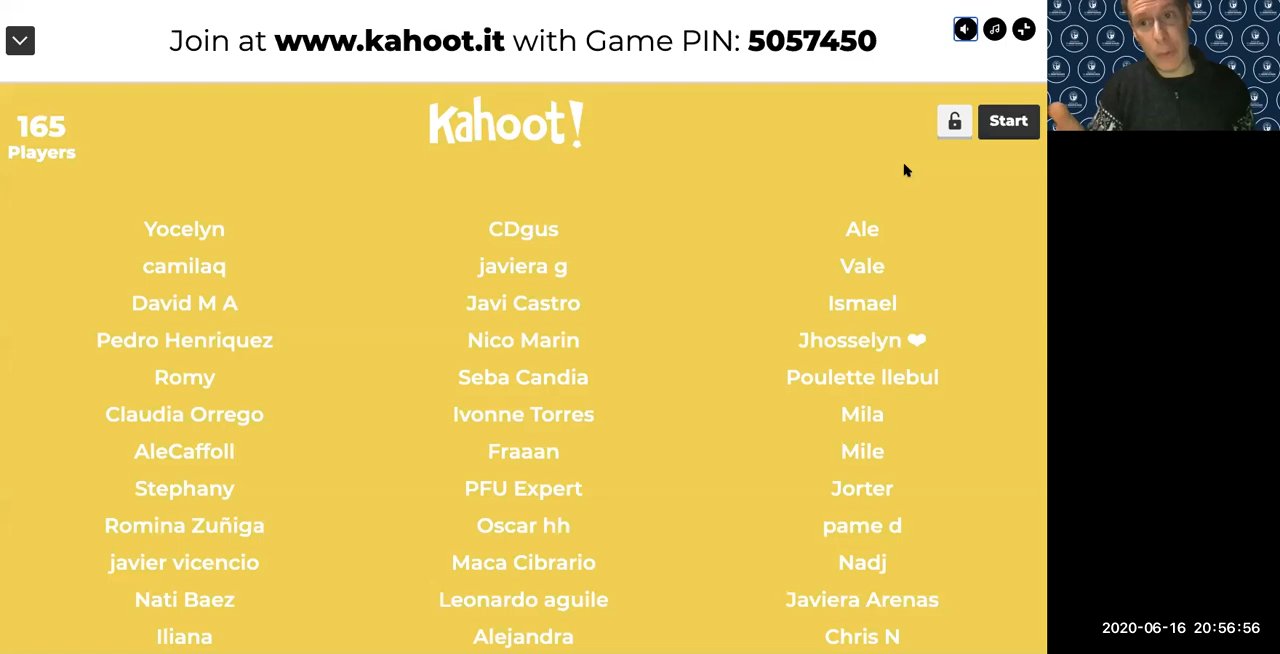 Join at www.kahoot.it with Game PIN: 5057450
165
Players
Kahoot!
Start
Yocelyn CDgus Ale
camilaq javiera g Vale
David M A Javi Castro Ismael
Pedro Henriquez Nico Marin Jhosselyn ❤
Romy Seba Candia Poulette llebul
Claudia Orrego Ivonne Torres Mila
AleCaffoll Fraaan Mile
Stephany PFU Expert Jorter
Romina Zuñiga Oscar hh pame d
javier vicencio Maca Cibrario Nadj
Nati Baez Leonardo aguile Javiera Arenas
Iliana Alejandra Chris N
2020-06-16 20:56:56